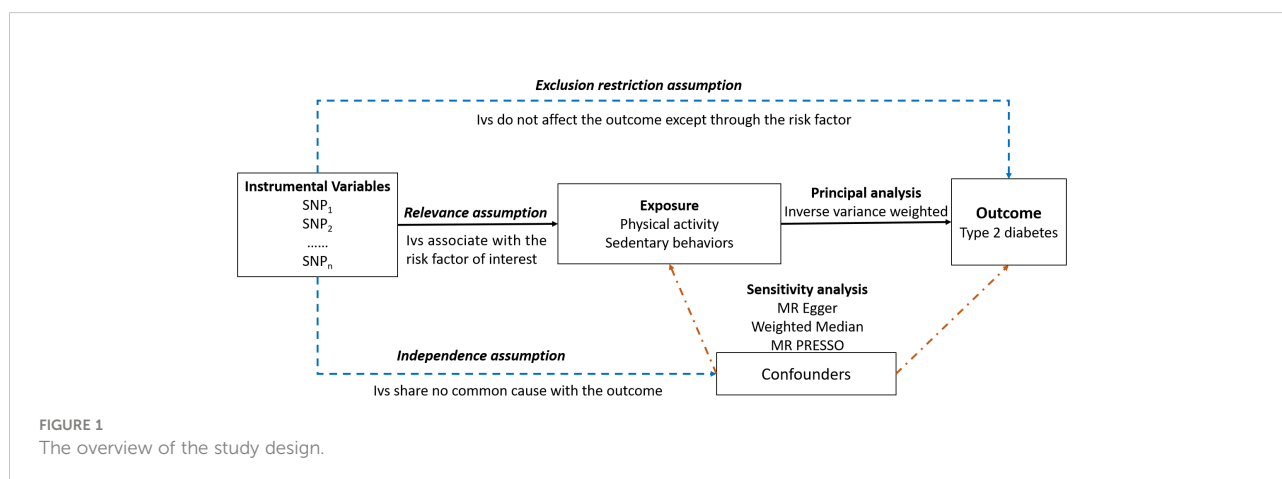 Exclusion restriction assumption
Ivs do not affect the outcome except through the risk factor
Instrumental Variables
SNP₁
SNP₂
......
SNPₙ
Relevance assumption
Ivs associate with the
risk factor of interest
Exposure
Physical activity
Sedentary behaviors
Principal analysis
Inverse variance weighted
Outcome
Type 2 diabetes
Sensitivity analysis
MR Egger
Weighted Median
MR PRESSO
Independence assumption
Ivs share no common cause with the outcome
Confounders
FIGURE 1
The overview of the study design.